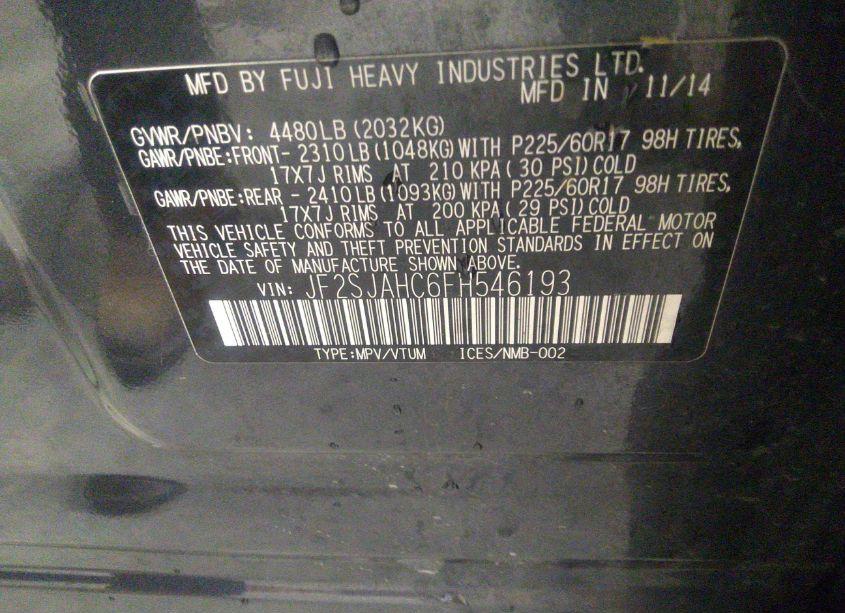 MFD BY FUJI HEAVY INDUSTRIES LTD.
MFD IN 11/14
GVWR/PNBV: 4480LB(2032KG)
GAWR/PNBE:FRONT- 2310LB(1048KG)WITH P225/60R17 98H TIRES,
17X7J RIMS AT 210 KPA( 30 PSI)COLD
GAWR/PNBE:REAR - 2410LB(1093KG)WITH P225/60R17 98H TIRES,
17X7J RIMS AT 200 KPA( 29 PSI)COLD
THIS VEHICLE CONFORMS TO ALL APPLICABLE FEDERAL MOTOR
VEHICLE SAFETY AND THEFT PREVENTION STANDARDS IN EFFECT ON
THE DATE OF MANUFACTURE SHOWN ABOVE.
VIN: JF2SJAHC6FH546193
TYPE:MPV/VTUM ICES/NMB-002